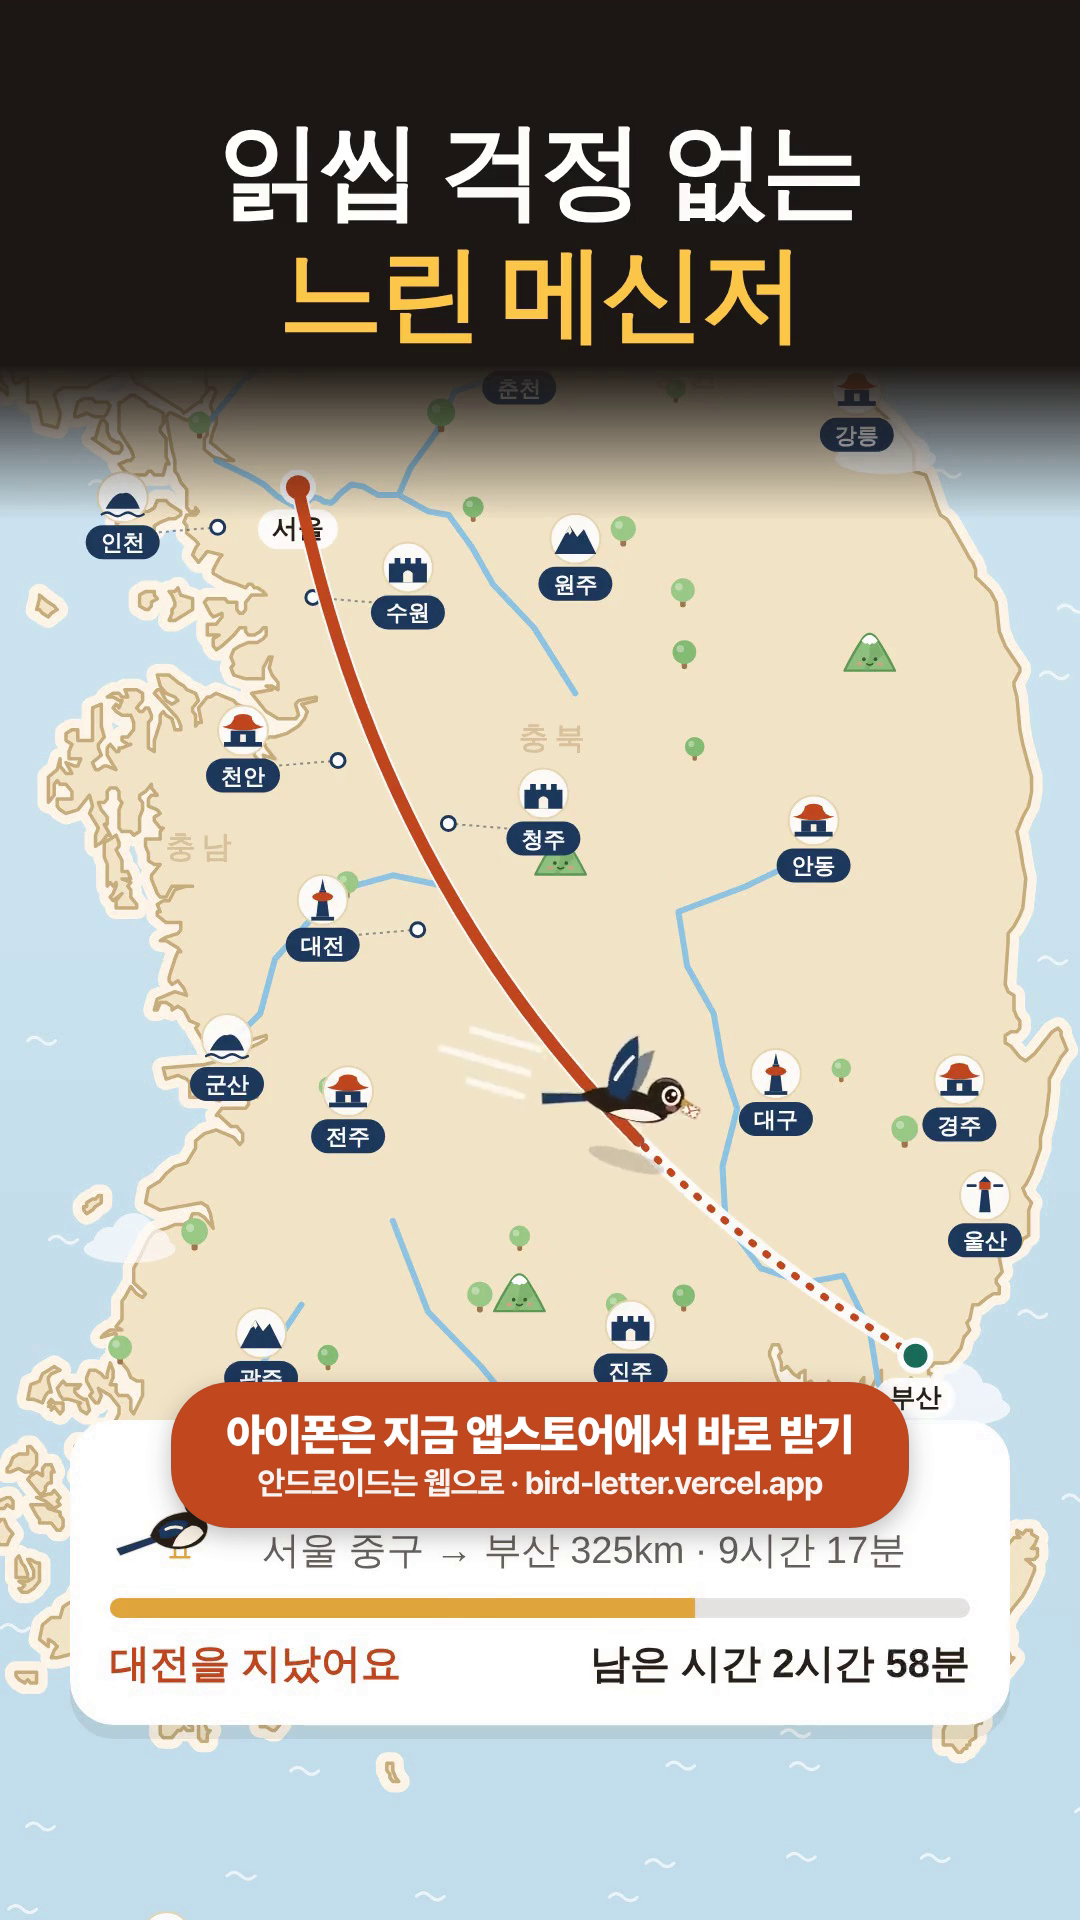 읽씹 걱정 없는
느린 메신저
춘천
강릉
인천
서울
수원
원주
충북
천안
청주
충남
안동
대전
군산
전주
대구
경주
울산
광주
진주
부산
아이폰은 지금 앱스토어에서 바로 받기
안드로이드는 웹으로 · bird-letter.vercel.app
서울 중구 → 부산 325km · 9시간 17분
대전을 지났어요
남은 시간 2시간 58분